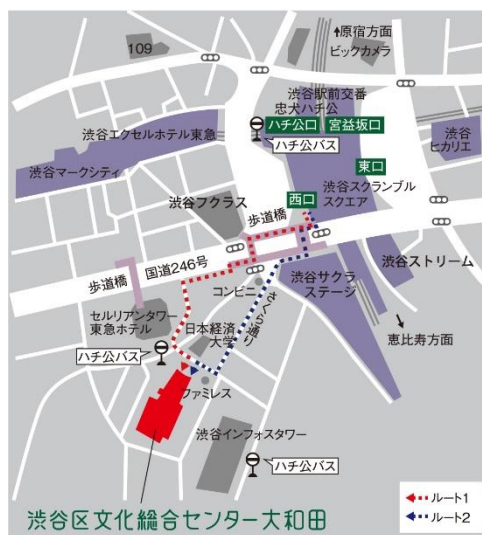 ↑原宿方面
ビックカメラ
109
渋谷駅前交番
忠犬ハチ公
ハチ公口
宮益坂口
渋谷エクセルホテル東急
ハチ公バス
渋谷
ヒカリエ
東口
渋谷マークシティ
渋谷スクランブル
スクエア
西口
渋谷フクラス
歩道橋
国道246号
歩道橋
渋谷サクラ
ステージ
渋谷ストリーム
コンビニ
さくら通り
セルリアンタワー
東急ホテル
日本経済
大学
恵比寿方面
ハチ公バス
ファミレス
渋谷インフォスタワー
ハチ公バス
ルート1
ルート2
渋谷区文化総合センター大和田